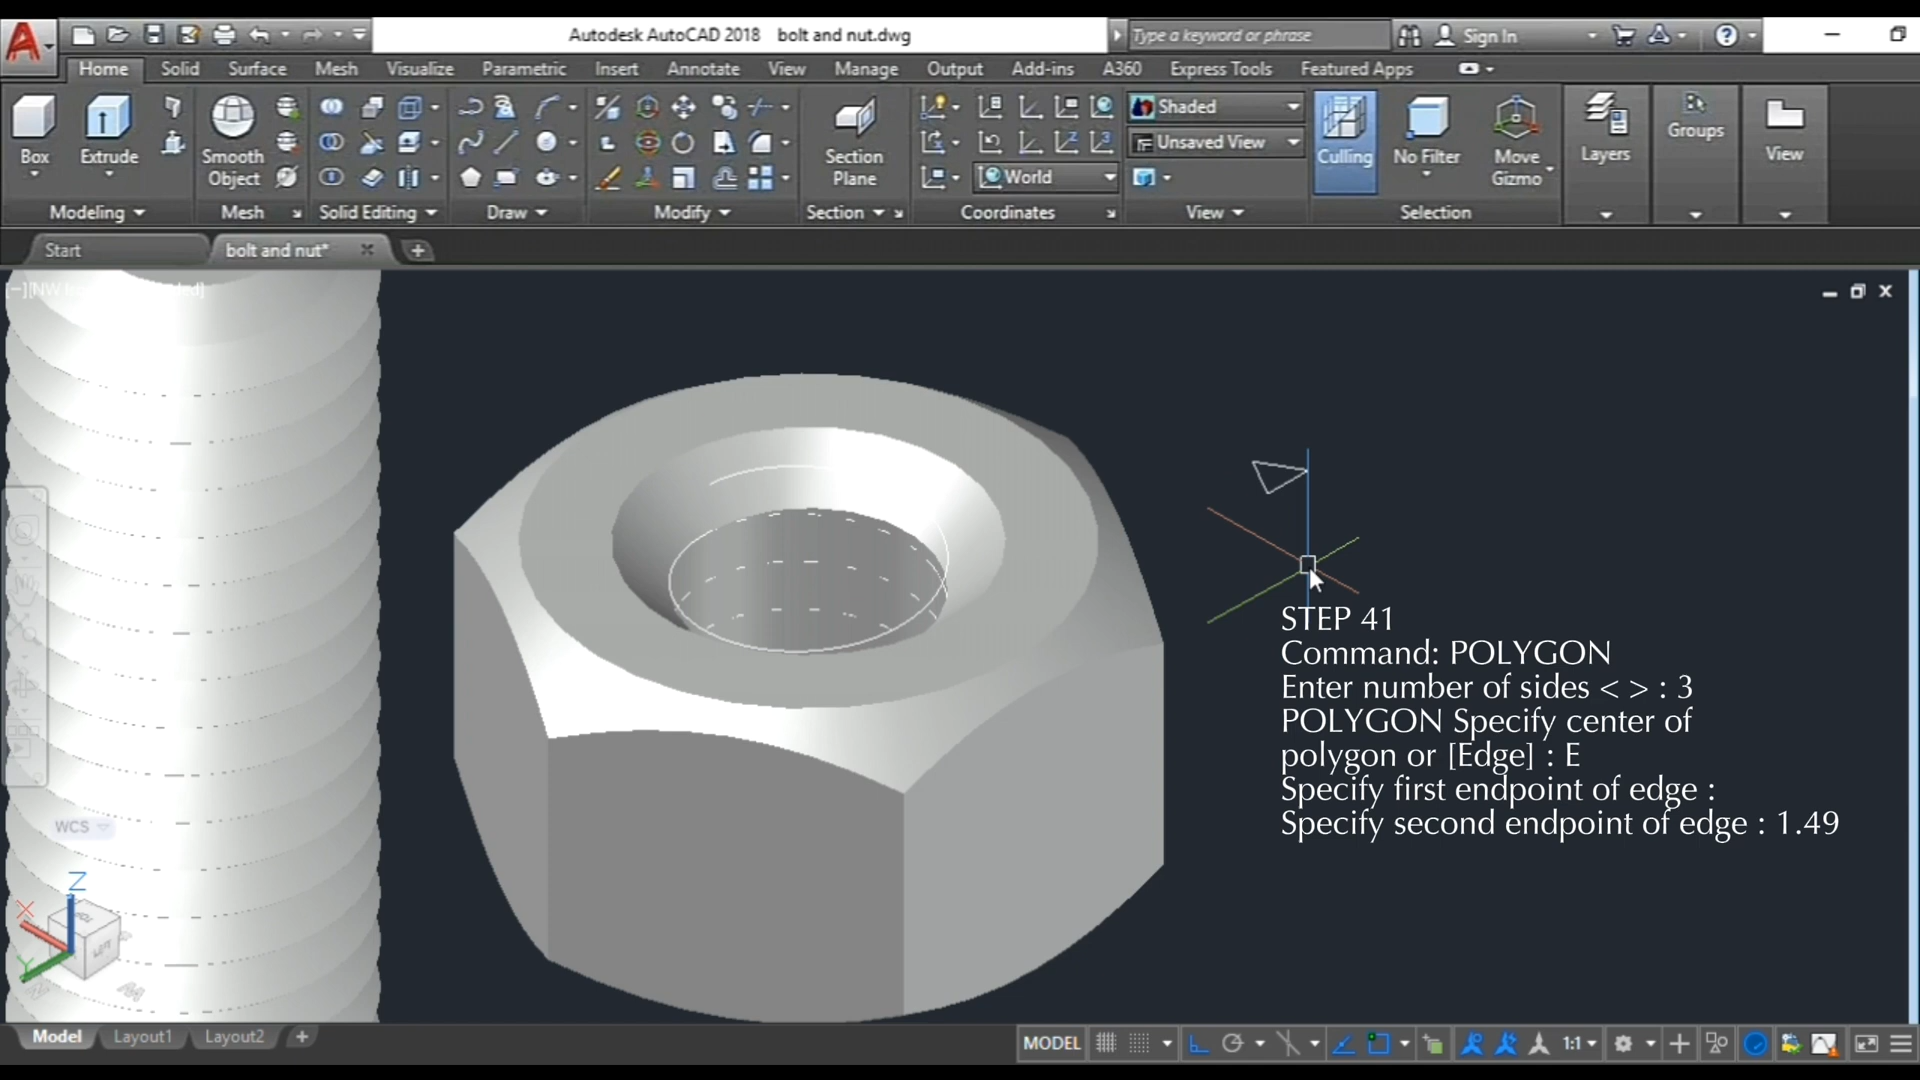 Autodesk AutoCAD 2018 bolt and nut.dwg
Type a keyword or phrase
Sign In
Home Solid Surface Mesh Visualize Parametric Insert Annotate View Manage Output Add-ins A360 Express Tools Featured Apps
Shaded
Unsaved View
World
Box
Extrude
Smooth
Object
Section
Plane
Culling
No Filter
Move
Gizmo
Layers
Groups
View
Modeling Mesh Solid Editing Draw Modify Section Coordinates View Selection
Start
bolt and nut*
STEP 41
Command: POLYGON
Enter number of sides < > : 3
POLYGON Specify center of
polygon or [Edge] : E
Specify first endpoint of edge :
Specify second endpoint of edge : 1.49
WCS
Z
X
Y
LEFT
Model Layout1 Layout2
MODEL
1:1